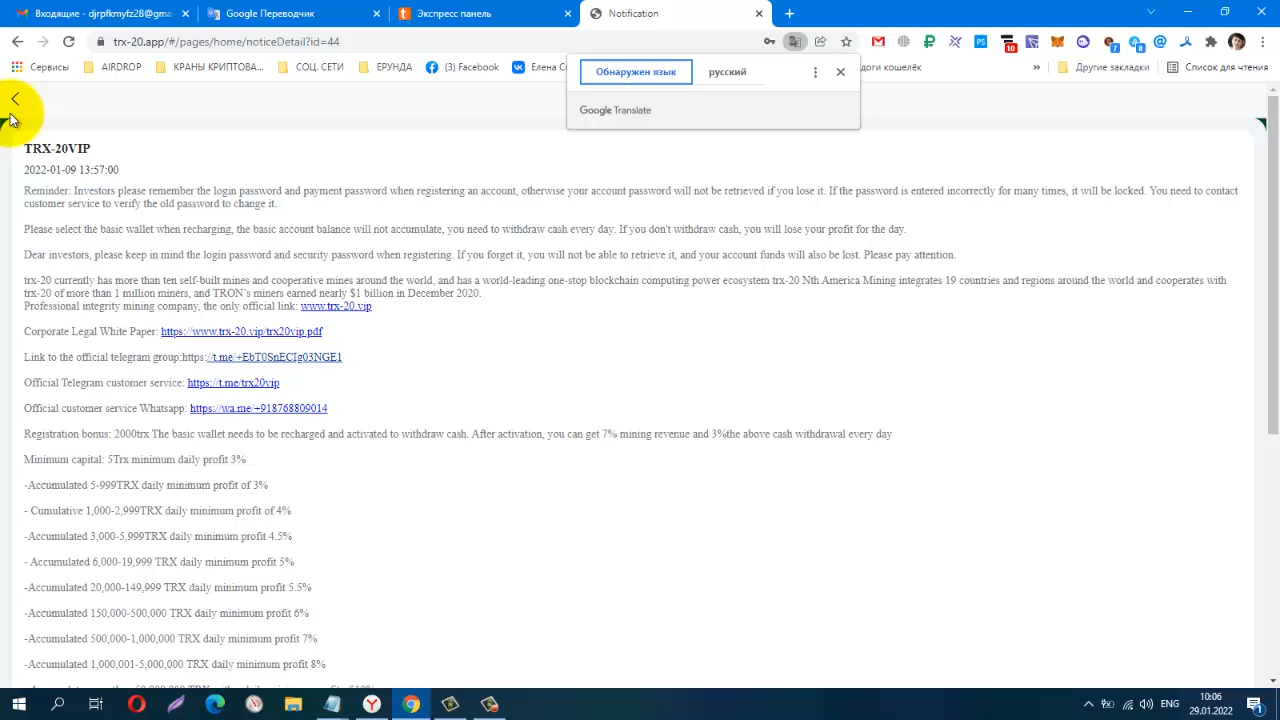 Входящие - djrpfkmyfz28@gma
Google Переводчик
Экспресс панель
Notification
trx-20.app/#/pages/home/noticeDetail?id=44
10
7
8
Сервисы
AIRDROP
КРАНЫ КРИПТОВА...
СОЦ. СЕТИ
ЕРУНДА
(3) Facebook
Елена Си
доги кошелёк
»
Другие закладки
Список для чтения
Обнаружен язык
русский
Google Translate
TRX-20VIP
2022-01-09 13:57:00
Reminder: Investors please remember the login password and payment password when registering an account, otherwise your account password will not be retrieved if you lose it. If the password is entered incorrectly for many times, it will be locked. You need to contact
customer service to verify the old password to change it.
Please select the basic wallet when recharging, the basic account balance will not accumulate, you need to withdraw cash every day. If you don't withdraw cash, you will lose your profit for the day.
Dear investors, please keep in mind the login password and security password when registering. If you forget it, you will not be able to retrieve it, and your account funds will also be lost. Please pay attention.
trx-20 currently has more than ten self-built mines and cooperative mines around the world, and has a world-leading one-stop blockchain computing power ecosystem trx-20 Nth America Mining integrates 19 countries and regions around the world and cooperates with
trx-20 of more than 1 million miners, and TRON's miners earned nearly $1 billion in December 2020.
Professional integrity mining company, the only official link: www.trx-20.vip
Corporate Legal White Paper: https://www.trx-20.vip/trx20vip.pdf
Link to the official telegram group:https://t.me/+EbT0SnECIg03NGE1
Official Telegram customer service: https://t.me/trx20vip
Official customer service Whatsapp: https://wa.me/+918768809014
Registration bonus: 2000trx The basic wallet needs to be recharged and activated to withdraw cash. After activation, you can get 7% mining revenue and 3%the above cash withdrawal every day
Minimum capital: 5Trx minimum daily profit 3%
-Accumulated 5-999TRX daily minimum profit of 3%
- Cumulative 1,000-2,999TRX daily minimum profit of 4%
-Accumulated 3,000-5,999TRX daily minimum profit 4.5%
- Accumulated 6,000-19,999 TRX daily minimum profit 5%
-Accumulated 20,000-149,999 TRX daily minimum profit 5.5%
-Accumulated 150,000-500,000 TRX daily minimum profit 6%
-Accumulated 500,000-1,000,000 TRX daily minimum profit 7%
-Accumulated 1,000,001-5,000,000 TRX daily minimum profit 8%
ENG
10:06
29.01.2022
1